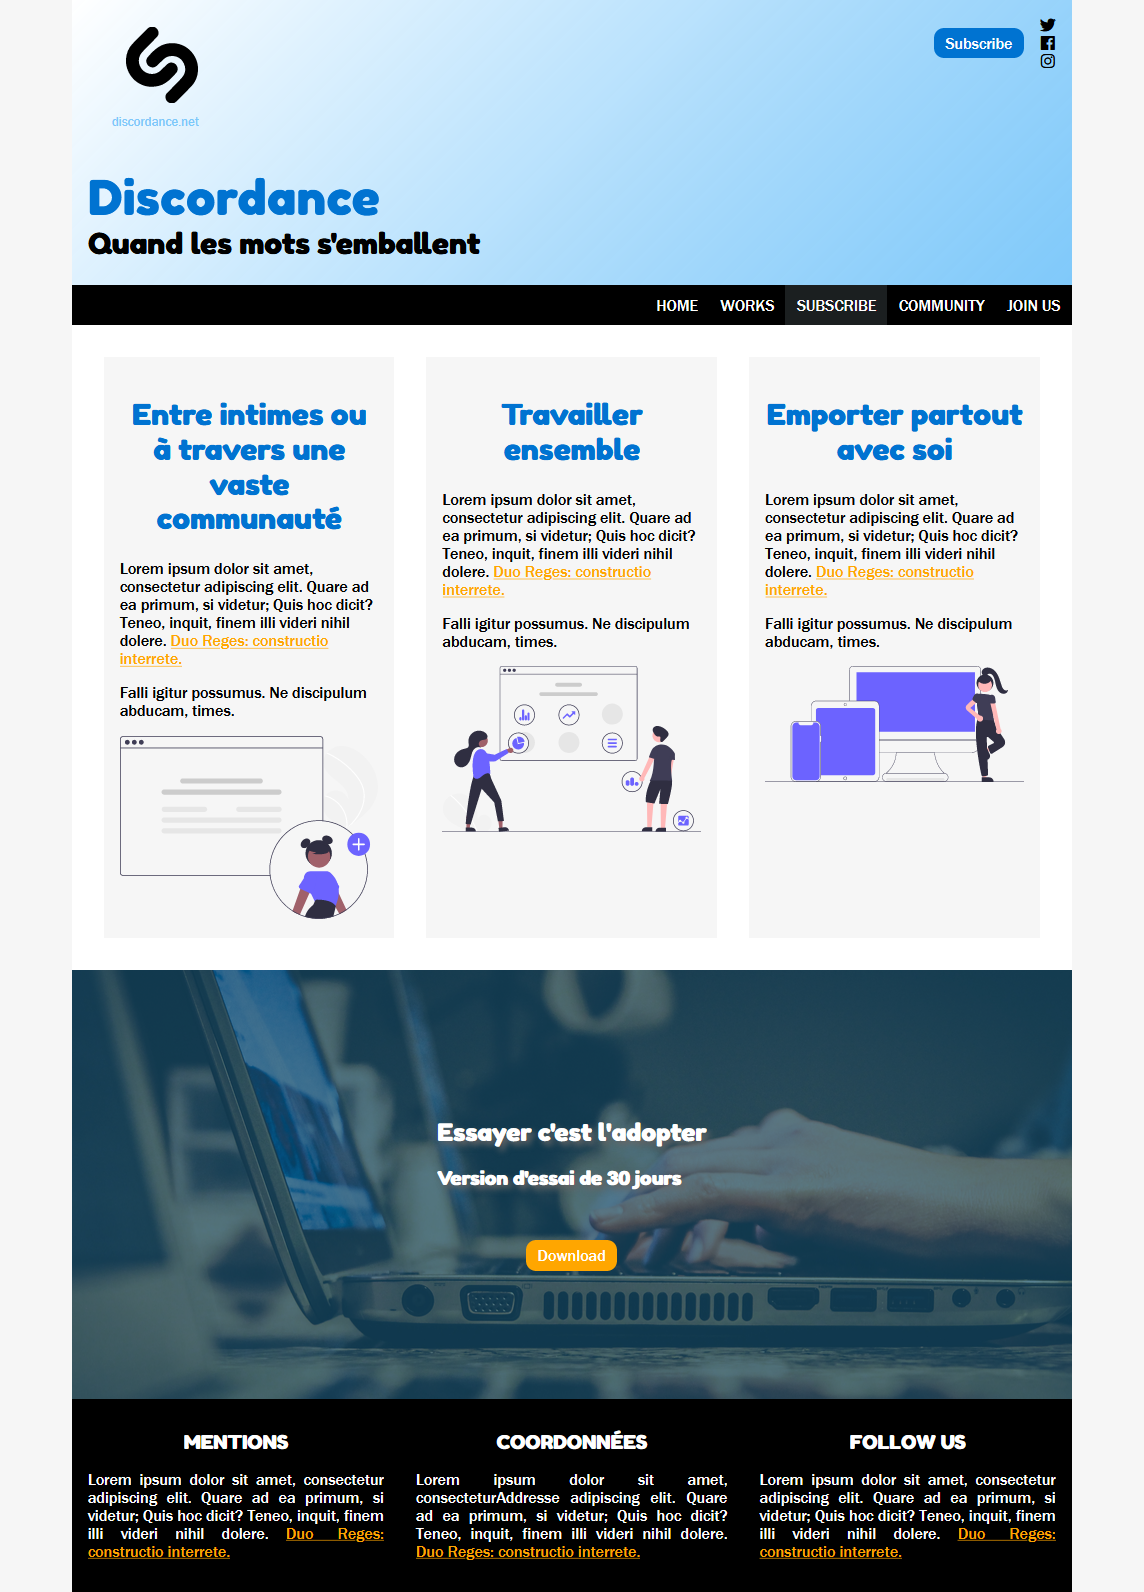 Subscribe
discordance.net
Discordance
Quand les mots s'emballent
HOME WORKS SUBSCRIBE COMMUNITY JOIN US
Entre intimes ou
à travers une
vaste
communauté
Lorem ipsum dolor sit amet,
consectetur adipiscing elit. Quare ad
ea primum, si videtur; Quis hoc dicit?
Teneo, inquit, finem illi videri nihil
dolere. Duo Reges: constructio
interrete.
Falli igitur possumus. Ne discipulum
abducam, times.
Travailler
ensemble
Lorem ipsum dolor sit amet,
consectetur adipiscing elit. Quare ad
ea primum, si videtur; Quis hoc dicit?
Teneo, inquit, finem illi videri nihil
dolere. Duo Reges: constructio
interrete.
Falli igitur possumus. Ne discipulum
abducam, times.
Emporter partout
avec soi
Lorem ipsum dolor sit amet,
consectetur adipiscing elit. Quare ad
ea primum, si videtur; Quis hoc dicit?
Teneo, inquit, finem illi videri nihil
dolere. Duo Reges: constructio
interrete.
Falli igitur possumus. Ne discipulum
abducam, times.
Essayer c'est l'adopter
Version d'essai de 30 jours
Download
MENTIONS
Lorem ipsum dolor sit amet, consectetur
adipiscing elit. Quare ad ea primum, si
videtur; Quis hoc dicit? Teneo, inquit, finem
illi videri nihil dolere. Duo Reges:
constructio interrete.
COORDONNÉES
Lorem ipsum dolor sit amet,
consecteturAddresse adipiscing elit. Quare
ad ea primum, si videtur; Quis hoc dicit?
Teneo, inquit, finem illi videri nihil dolere.
Duo Reges: constructio interrete.
FOLLOW US
Lorem ipsum dolor sit amet, consectetur
adipiscing elit. Quare ad ea primum, si
videtur; Quis hoc dicit? Teneo, inquit, finem
illi videri nihil dolere. Duo Reges:
constructio interrete.